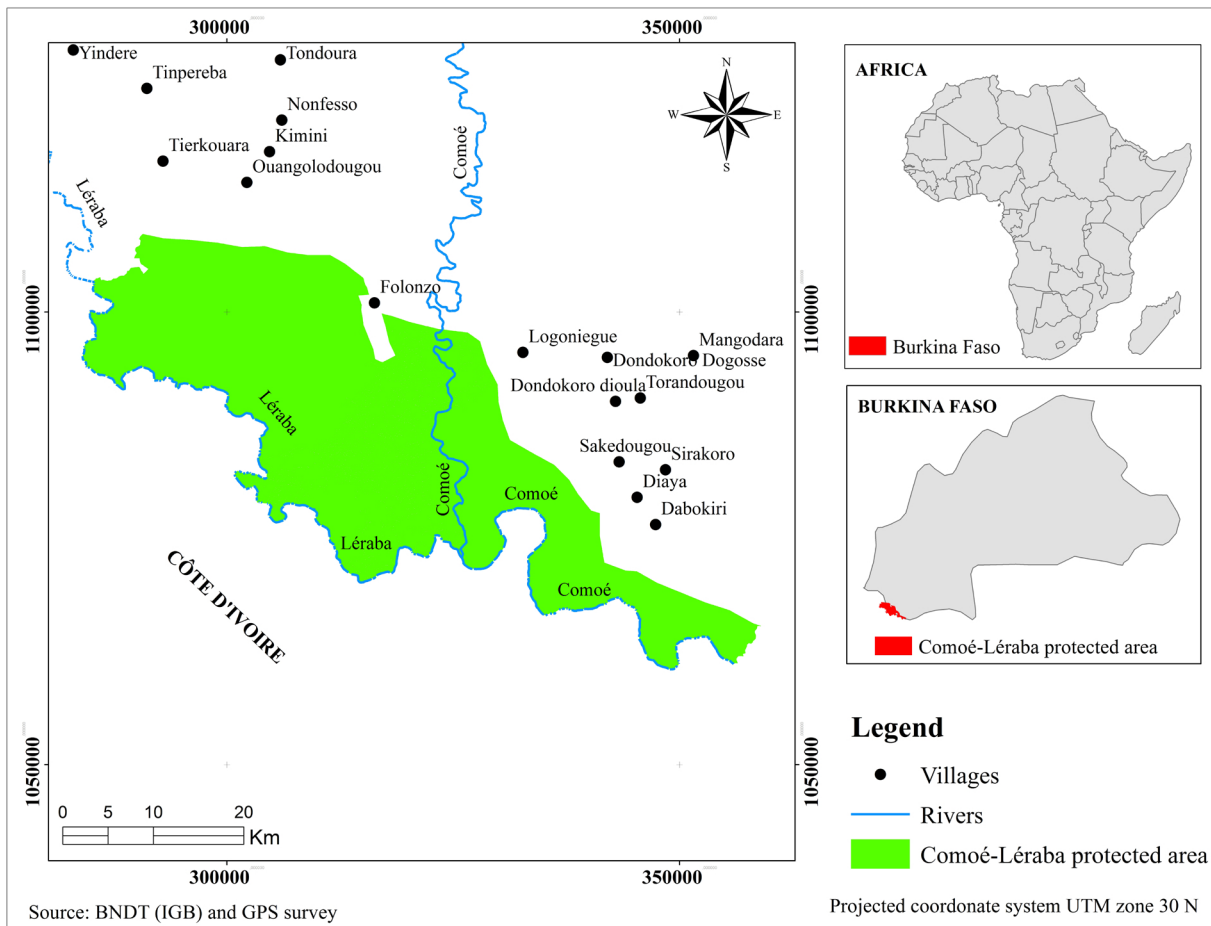 300000
350000
Yindere
Tondoura
Tinpereba
Nonfesso
Kimini
Tierkouara
Ouangolodougou
Léraba
Comoé
N
W
E
S
1100000
1100000
Folonzo
Logoniegue
Mangodara
Dondokoro Dogosse
Dondokoro dioula
Torandougou
Léraba
Sakedougou
Sirakoro
Comoé
Comoé
Diaya
Dabokiri
Léraba
Comoé
CÔTE D'IVOIRE
1050000
1050000
0 5 10 20
Km
300000
350000
Source: BNDT (IGB) and GPS survey
AFRICA
Burkina Faso
BURKINA FASO
Comoé-Léraba protected area
Legend
Villages
Rivers
Comoé-Léraba protected area
Projected coordonate system UTM zone 30 N